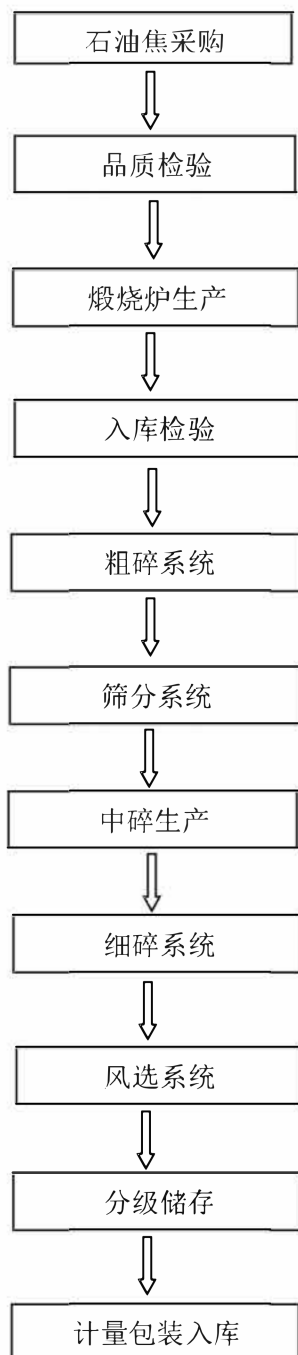 石油焦采购
品质检验
煅烧炉生产
入库检验
粗碎系统
筛分系统
中碎生产
细碎系统
风选系统
分级储存
计量包装入库